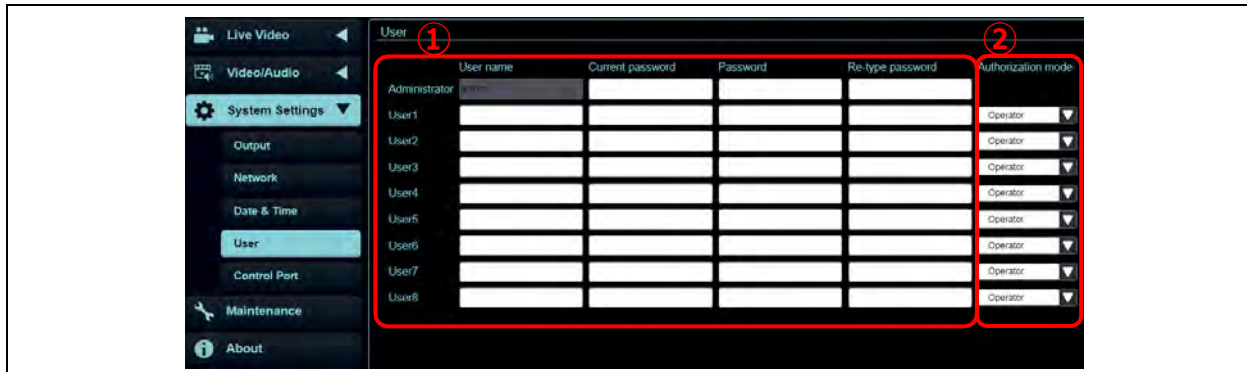 Live Video
Video/Audio
System Settings
Output
Network
Date & Time
User
Control Port
Maintenance
About
User
①
②
User name Current password Password Re-type password Authorization mode
Administrator admin
User1 Operator
User2 Operator
User3 Operator
User4 Operator
User5 Operator
User6 Operator
User7 Operator
User8 Operator